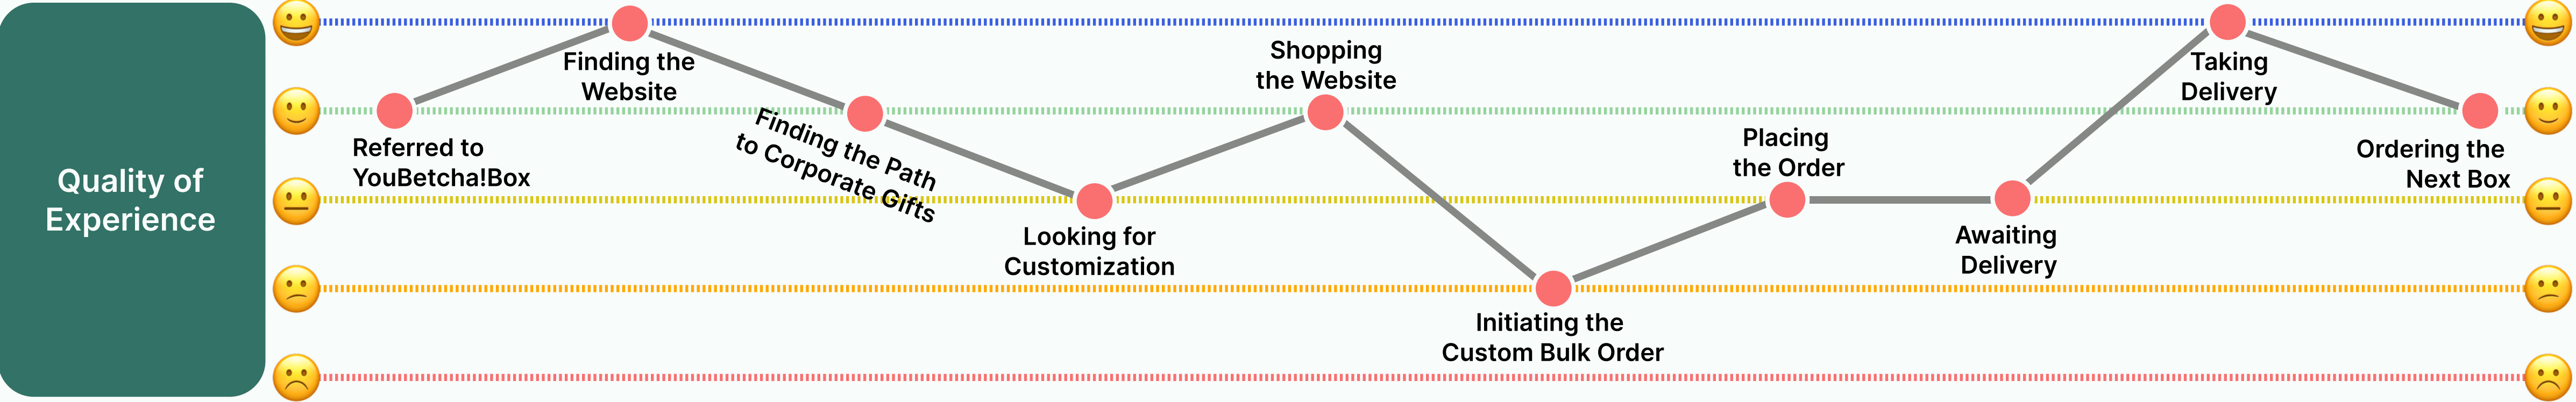 Quality of
Experience
Referred to
YouBetcha!Box
Finding the
Website
Finding the Path
to Corporate Gifts
Looking for
Customization
Shopping
the Website
Initiating the
Custom Bulk Order
Placing
the Order
Awaiting
Delivery
Taking
Delivery
Ordering the
Next Box